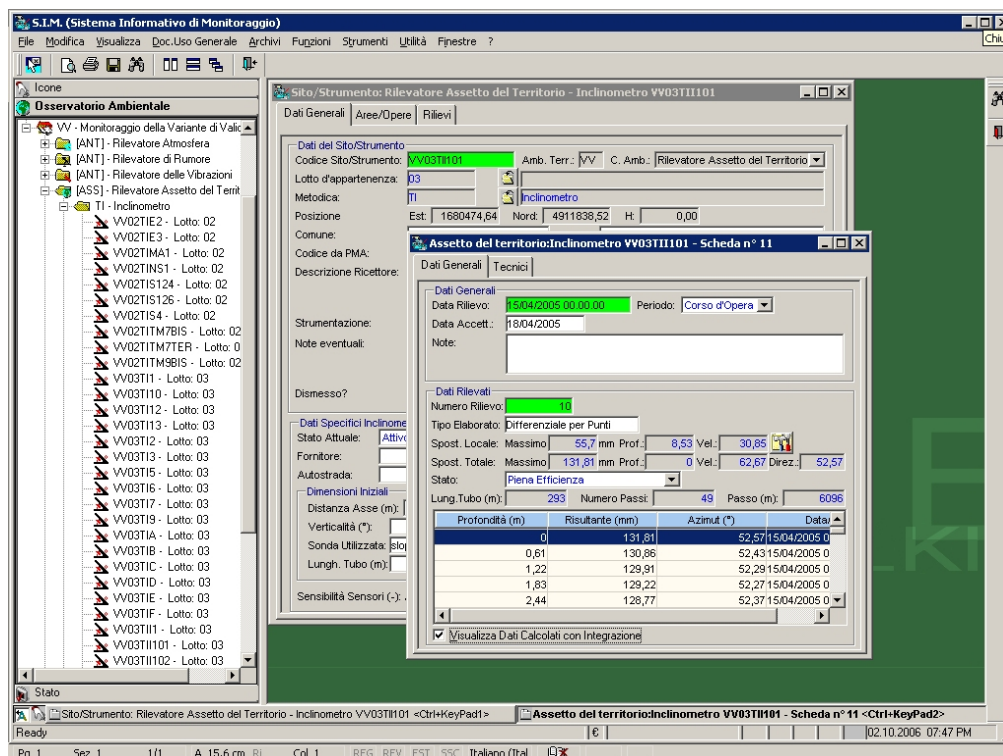 S.I.M. (Sistema Informativo di Monitoraggio)
Chiu
File Modifica Visualizza Doc.Uso Generale Archivi Funzioni Strumenti Utilità Finestre ?
Icone
Osservatorio Ambientale
VV - Monitoraggio della Variante di Valic
[ANT] - Rilevatore Atmosfera
[ANT] - Rilevatore di Rumore
[ANT] - Rilevatore delle Vibrazioni
[ASS] - Rilevatore Assetto del Territ
TI - Inclinometro
VV02TIE2 - Lotto: 02
VV02TIE3 - Lotto: 02
VV02TIMA1 - Lotto: 02
VV02TINS1 - Lotto: 02
VV02TIS124 - Lotto: 02
VV02TIS126 - Lotto: 02
VV02TIS4 - Lotto: 02
VV02TITM7BIS - Lotto: 02
VV02TITM7TER - Lotto: 0
VV02TITM9BIS - Lotto: 02
VV03TI1 - Lotto: 03
VV03TI10 - Lotto: 03
VV03TI12 - Lotto: 03
VV03TI13 - Lotto: 03
VV03TI2 - Lotto: 03
VV03TI3 - Lotto: 03
VV03TI5 - Lotto: 03
VV03TI6 - Lotto: 03
VV03TI7 - Lotto: 03
VV03TI9 - Lotto: 03
VV03TIA - Lotto: 03
VV03TIB - Lotto: 03
VV03TIC - Lotto: 03
VV03TID - Lotto: 03
VV03TIE - Lotto: 03
VV03TIF - Lotto: 03
VV03TII1 - Lotto: 03
VV03TII101 - Lotto: 03
VV03TII102 - Lotto: 03
Stato
Sito/Strumento: Rilevatore Assetto del Territorio - Inclinometro VV03TII101
Dati Generali Aree/Opere Rilievi
Dati del Sito/Strumento
Codice Sito/Strumento: VV03TII101 Amb. Terr.: VV C. Amb.: Rilevatore Assetto del Territorio
Lotto d'appartenenza: 03
Metodica: TI Inclinometro
Posizione Est: 1680474,64 Nord: 4911838,52 H: 0,00
Comune:
Codice da PMA:
Descrizione Ricettore:
Strumentazione:
Note eventuali:
Dismesso?
Dati Specifici Inclinome
Stato Attuale: Attivo
Fornitore:
Autostrada:
Dimensioni Iniziali
Distanza Asse (m):
Verticalità (°):
Sonda Utilizzata: slop
Lungh. Tubo (m):
Sensibilità Sensori (-):
Assetto del territorio:Inclinometro VV03TII101 - Scheda n° 11
Dati Generali Tecnici
Dati Generali
Data Rilievo: 15/04/2005 00.00.00 Periodo: Corso d'Opera
Data Accett.: 18/04/2005
Note:
Dati Rilevati
Numero Rilievo: 10
Tipo Elaborato: Differenziale per Punti
Spost. Locale: Massimo 55,7 mm Prof.: 8,53 Vel.: 30,85
Spost. Totale: Massimo 131,81 mm Prof.: 0 Vel.: 62,67 Direz.: 52,57
Stato: Piena Efficienza
Lung.Tubo (m): 293 Numero Passi: 49 Passo (m): 6096
Profondità (m) Risultante (mm) Azimut (°) Data/
0 131,81 52,57 15/04/2005 0
0,61 130,86 52,43 15/04/2005 0
1,22 129,91 52,29 15/04/2005 0
1,83 129,22 52,27 15/04/2005 0
2,44 128,77 52,37 15/04/2005 0
Visualizza Dati Calcolati con Integrazione
Sito/Strumento: Rilevatore Assetto del Territorio - Inclinometro VV03TII101 <Ctrl+KeyPad1>
Assetto del territorio:Inclinometro VV03TII101 - Scheda n° 11 <Ctrl+KeyPad2>
Ready € 02.10.2006 07:47 PM
Pg 1 Sez 1 1/1 A 15,6 cm Ri Col 1 REG REV EST SSC Italiano (Ital